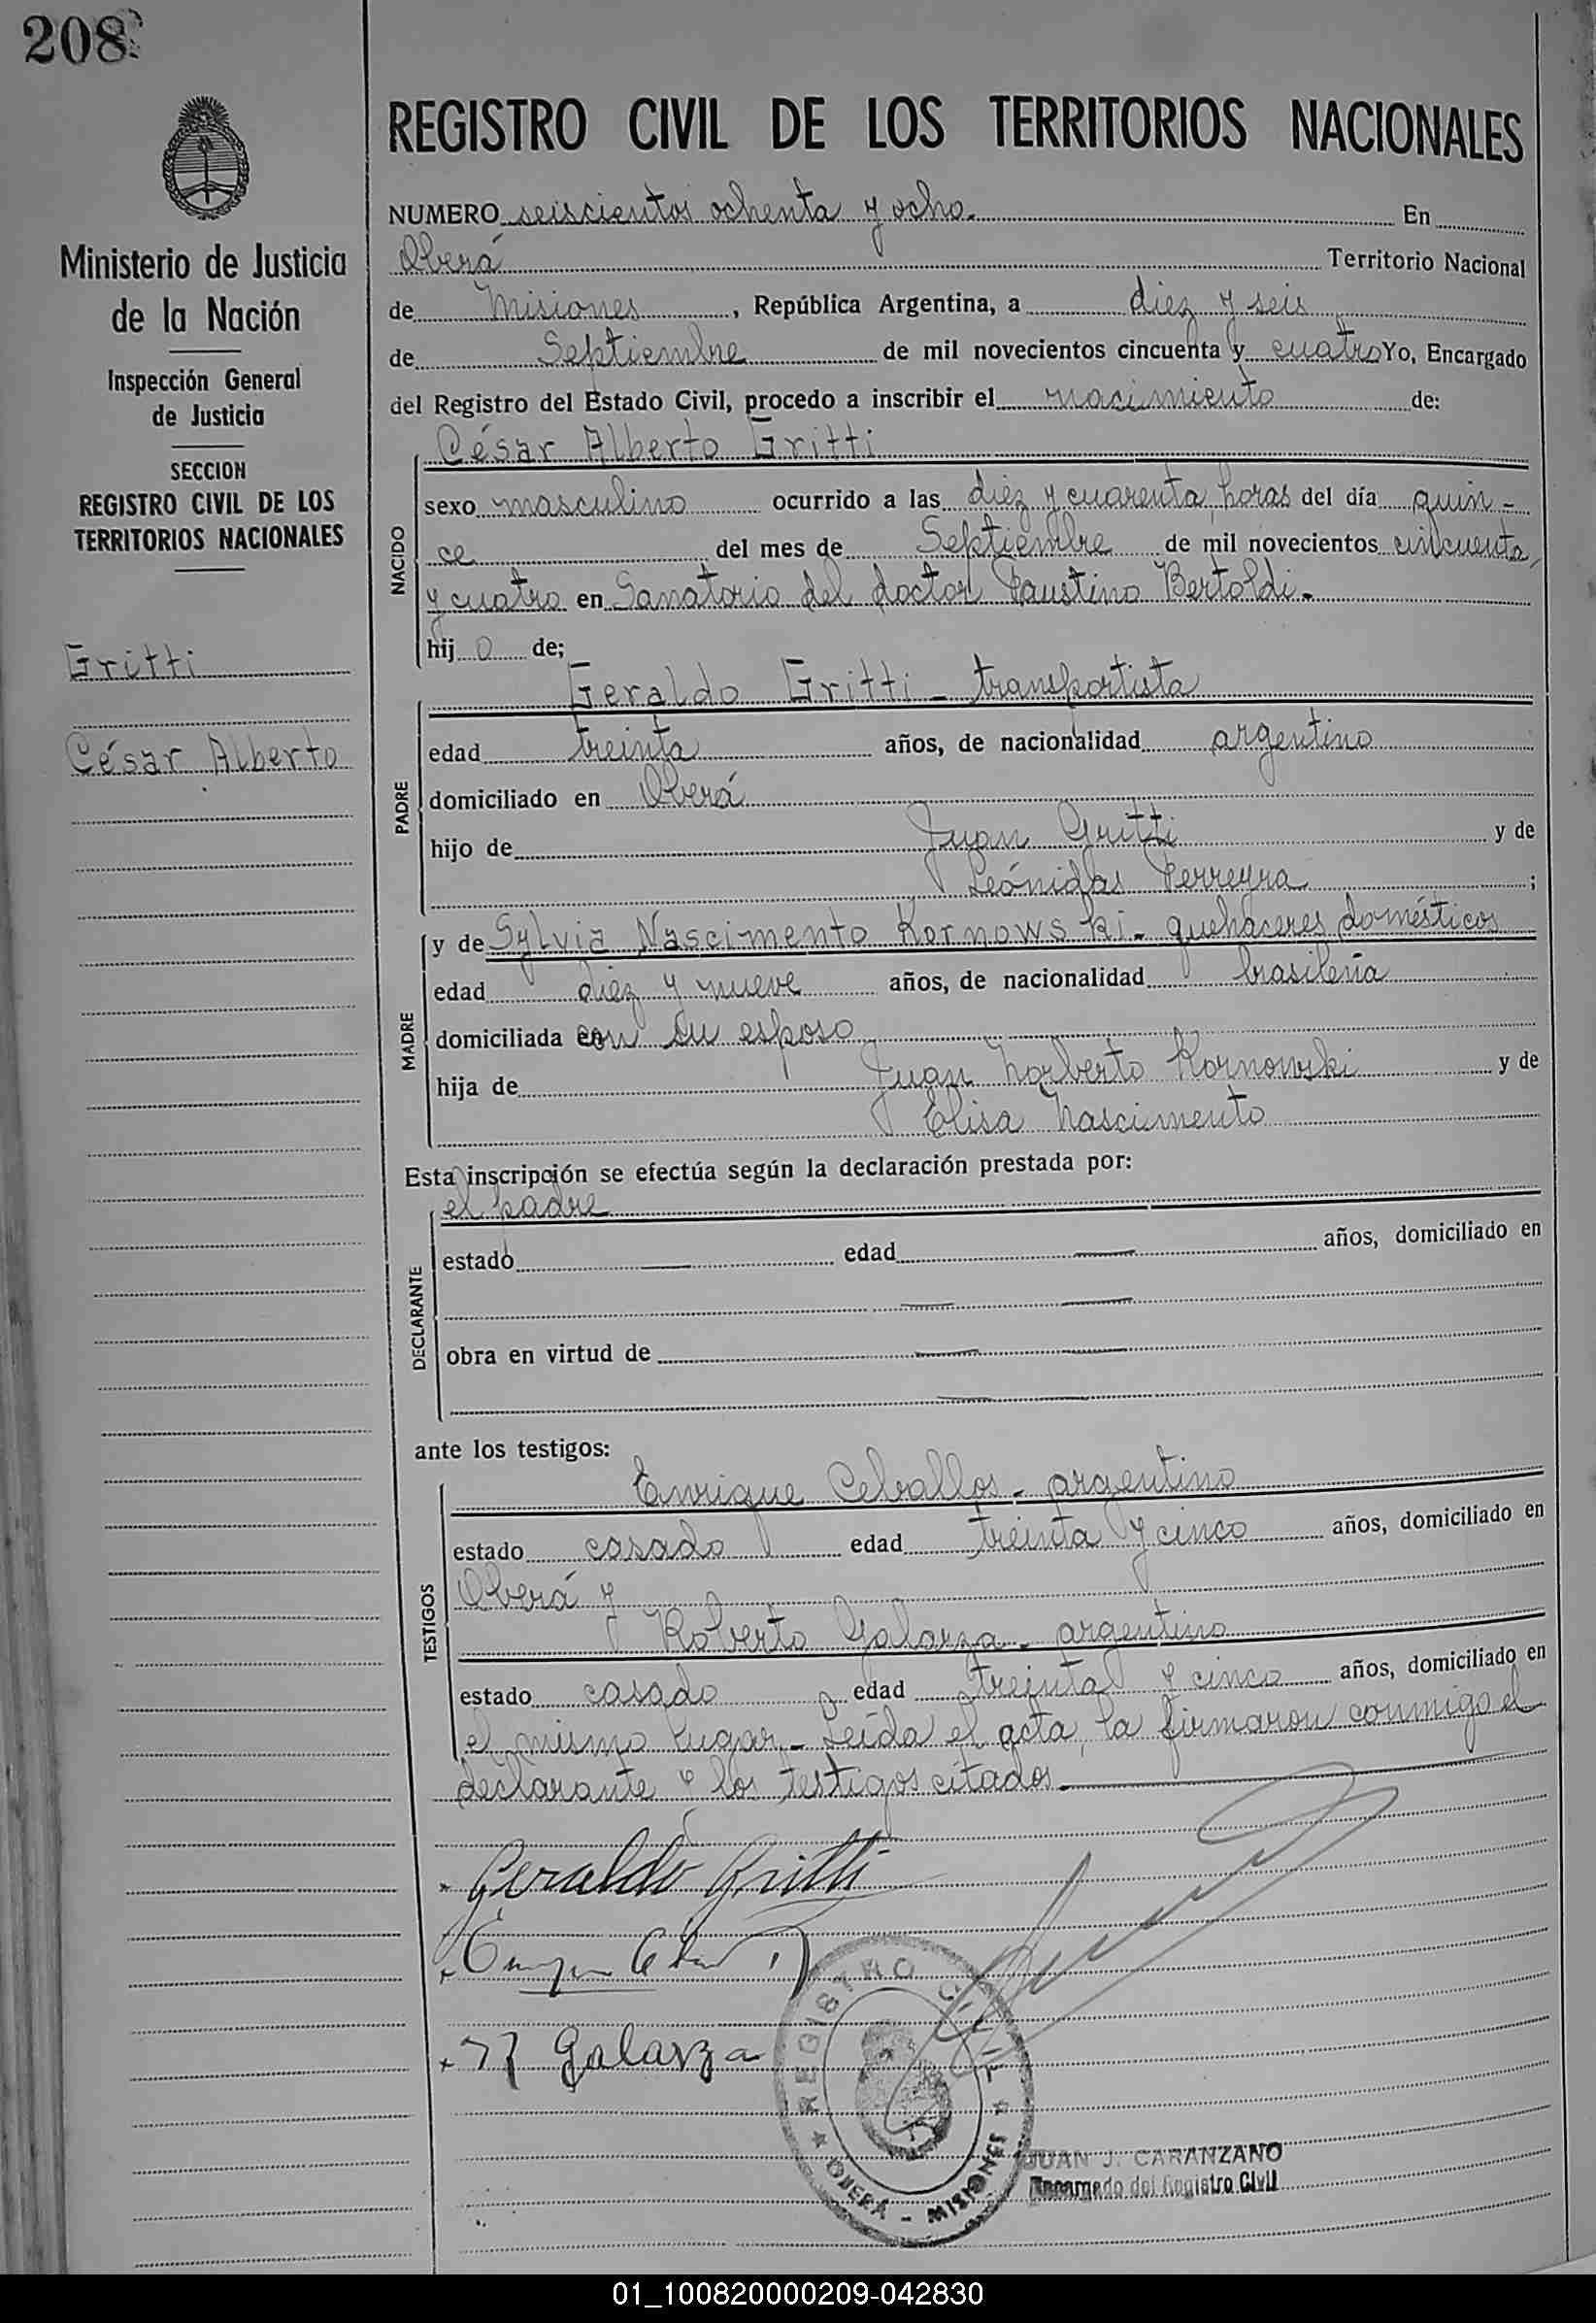 208
Ministerio de Justicia
de la Nación
Inspección General
de Justicia
SECCION
REGISTRO CIVIL DE LOS
TERRITORIOS NACIONALES
Gritti
César Alberto
REGISTRO CIVIL DE LOS TERRITORIOS NACIONALES
NUMERO seiscientos ochenta y ocho. En
Oberá Territorio Nacional
de Misiones, República Argentina, a diez y seis
de Septiembre de mil novecientos cincuenta y cuatro Yo, Encargado
del Registro del Estado Civil, procedo a inscribir el nacimiento de:
César Alberto Gritti
NACIDO
sexo masculino ocurrido a las diez y cuarenta horas del día quin-
ce del mes de Septiembre de mil novecientos cincuenta
y cuatro en Sanatorio del doctor Faustino Bertoldi.
hijo de;
Geraldo Gritti - transportista
PADRE
edad treinta años, de nacionalidad argentino
domiciliado en Oberá
hijo de Juan Gritti y de
Leónidas Ferreyra ;
MADRE
y de Sylvia Nascimento Kornowski - quehaceres domésticos
edad diez y nueve años, de nacionalidad brasileña
domiciliada con su esposo
hija de Juan Norberto Kornowski y de
Elisa Nascimento
Esta inscripción se efectúa según la declaración prestada por:
el padre
DECLARANTE
estado — edad — años, domiciliado en
— —
obra en virtud de — —
— —
ante los testigos:
Enrique Ceballos - argentino
TESTIGOS
estado casado edad treinta y cinco años, domiciliado en
Oberá y
Roberto Galarza - argentino
estado casado edad treinta y cinco años, domiciliado en
el mismo lugar. - Leída el acta, la firmaron conmigo el
declarante y los testigos citados.
Geraldo Gritti
R Galarza
REGISTRO CIVIL
OBERÁ - MISIONES
JUAN J. CARANZANO
Encargado del Registro Civil
01_100820000209-042830